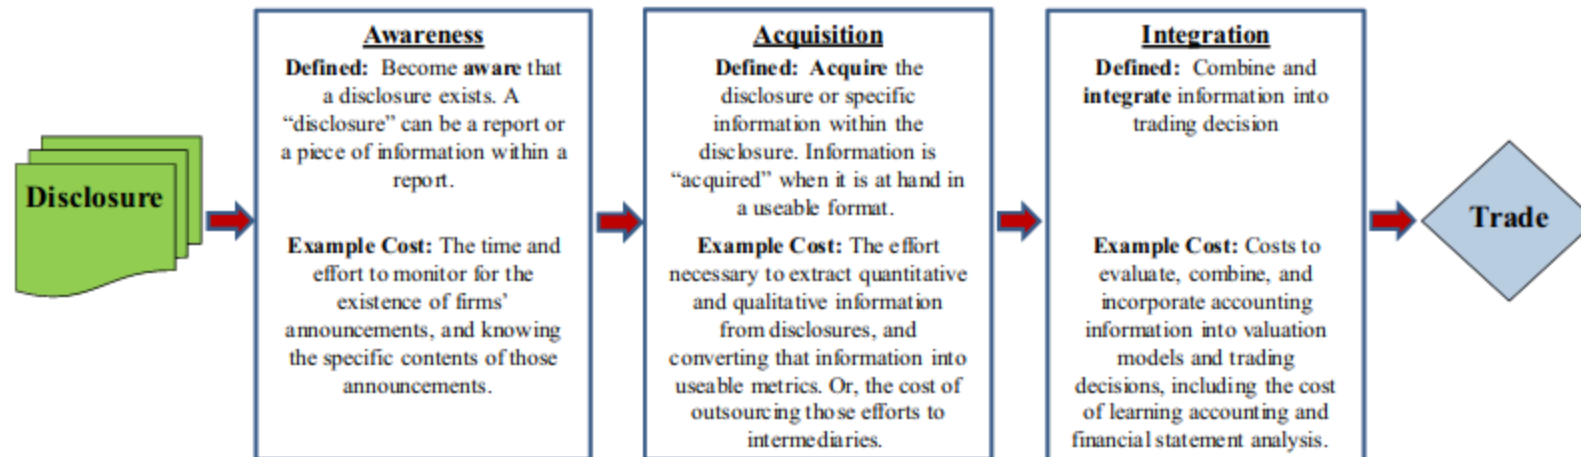 Disclosure
Awareness
Defined: Become aware that
a disclosure exists. A
“disclosure” can be a report or
a piece of information within a
report.
Example Cost: The time and
effort to monitor for the
existence of firms’
announcements, and knowing
the specific contents of those
announcements.
Acquisition
Defined: Acquire the
disclosure or specific
information within the
disclosure. Information is
“acquired” when it is at hand in
a useable format.
Example Cost: The effort
necessary to extract quantitative
and qualitative information
from disclosures, and
converting that information into
useable metrics. Or, the cost of
outsourcing those efforts to
intermediaries.
Integration
Defined: Combine and
integrate information into
trading decision
Example Cost: Costs to
evaluate, combine, and
incorporate accounting
information into valuation
models and trading
decisions, including the cost
of learning accounting and
financial statement analysis.
Trade